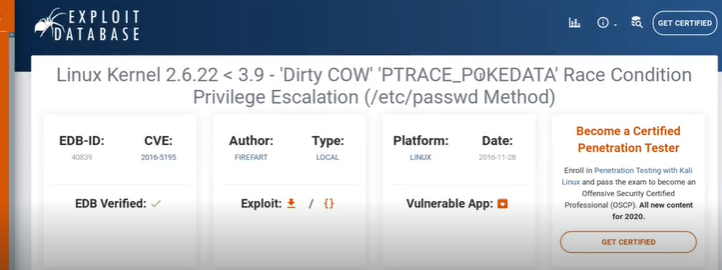 EXPLOIT
DATABASE
GET CERTIFIED
Linux Kernel 2.6.22 < 3.9 - 'Dirty COW' 'PTRACE_POKEDATA' Race Condition
Privilege Escalation (/etc/passwd Method)
EDB-ID:
40839
CVE:
2016-5195
Author:
FIREFART
Type:
LOCAL
Platform:
LINUX
Date:
2016-11-28
EDB Verified:
Exploit: / {}
Vulnerable App:
Become a Certified
Penetration Tester
Enroll in Penetration Testing with Kali
Linux and pass the exam to become an
Offensive Security Certified
Professional (OSCP). All new content
for 2020.
GET CERTIFIED